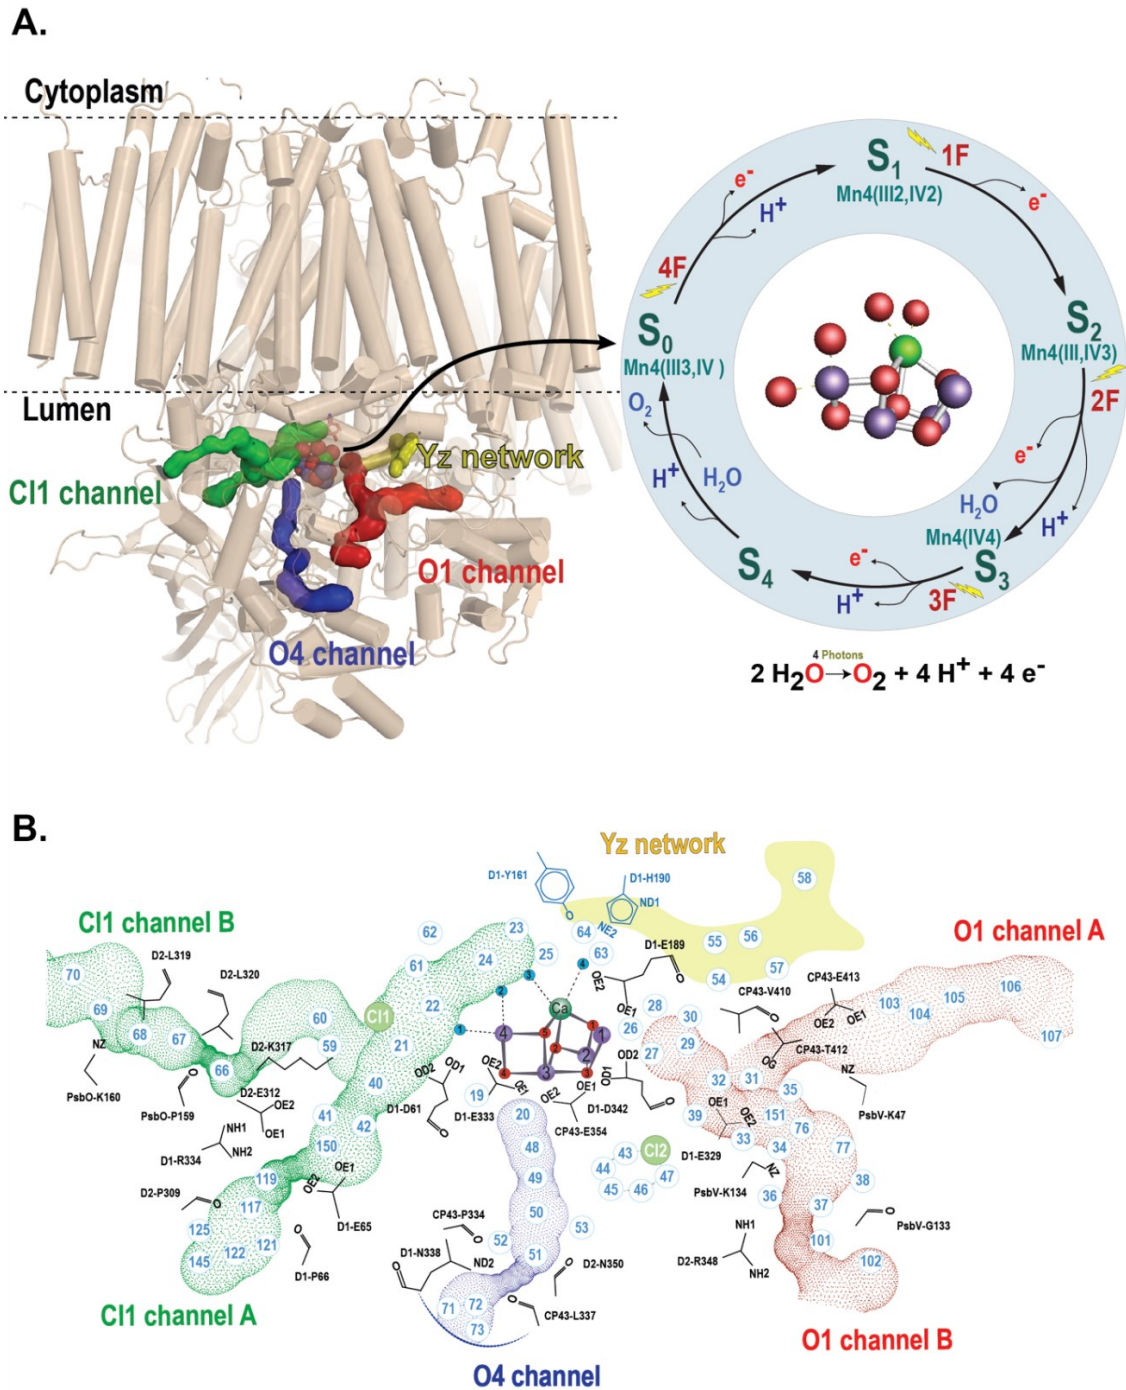 A.
Cytoplasm
Lumen
Cl1 channel
Yz network
O1 channel
O4 channel
S1
Mn4(III2,IV2)
1F
e-
S2
Mn4(III,IV3)
2F
e-
H2O
H+
Mn4(IV4)
S3
3F
e-
H+
S4
H+
H2O
O2
S0
Mn4(III3,IV )
4F
e-
H+
4 Photons
2 H2O→O2 + 4 H+ + 4 e-
B.
Yz network
D1-Y161
O
D1-H190
ND1
NE2
58
64
63
55
56
54
57
D1-E189
OE2
OE1
Cl1 channel B
D2-L319
D2-L320
70
69
68
67
66
NZ
PsbO-K160
PsbO-P159
D2-K317
D2-E312
OE2
OE1
NH1
NH2
D1-R334
60
59
62
61
23
25
24
22
Cl1
21
40
41
42
150
119
117
125
122
121
145
D2-P309
O
OE2
OE1
D1-E65
D1-P66
O
Cl1 channel A
D1-D61
OD2
OD1
O
1
2
3
4
Ca
4
3
2
1
5
2
1
4
3
OE2
OE1
D1-E333
19
OE2
OE1
CP43-E354
D1-D342
OD1
OD2
O
20
48
49
50
51
52
53
CP43-P334
O
D1-N338
O
ND2
D2-N350
O
CP43-L337
O
71
72
73
O4 channel
43
44
45
46
47
Cl2
O1 channel A
CP43-V410
O
CP43-E413
OE2
OE1
CP43-T412
OG
NZ
PsbV-K47
103
104
105
106
107
26
27
28
29
30
31
32
35
39
151
76
33
34
77
38
36
37
101
102
OE1
OE2
D1-E329
NZ
PsbV-K134
NH1
NH2
D2-R348
O
PsbV-G133
O1 channel B